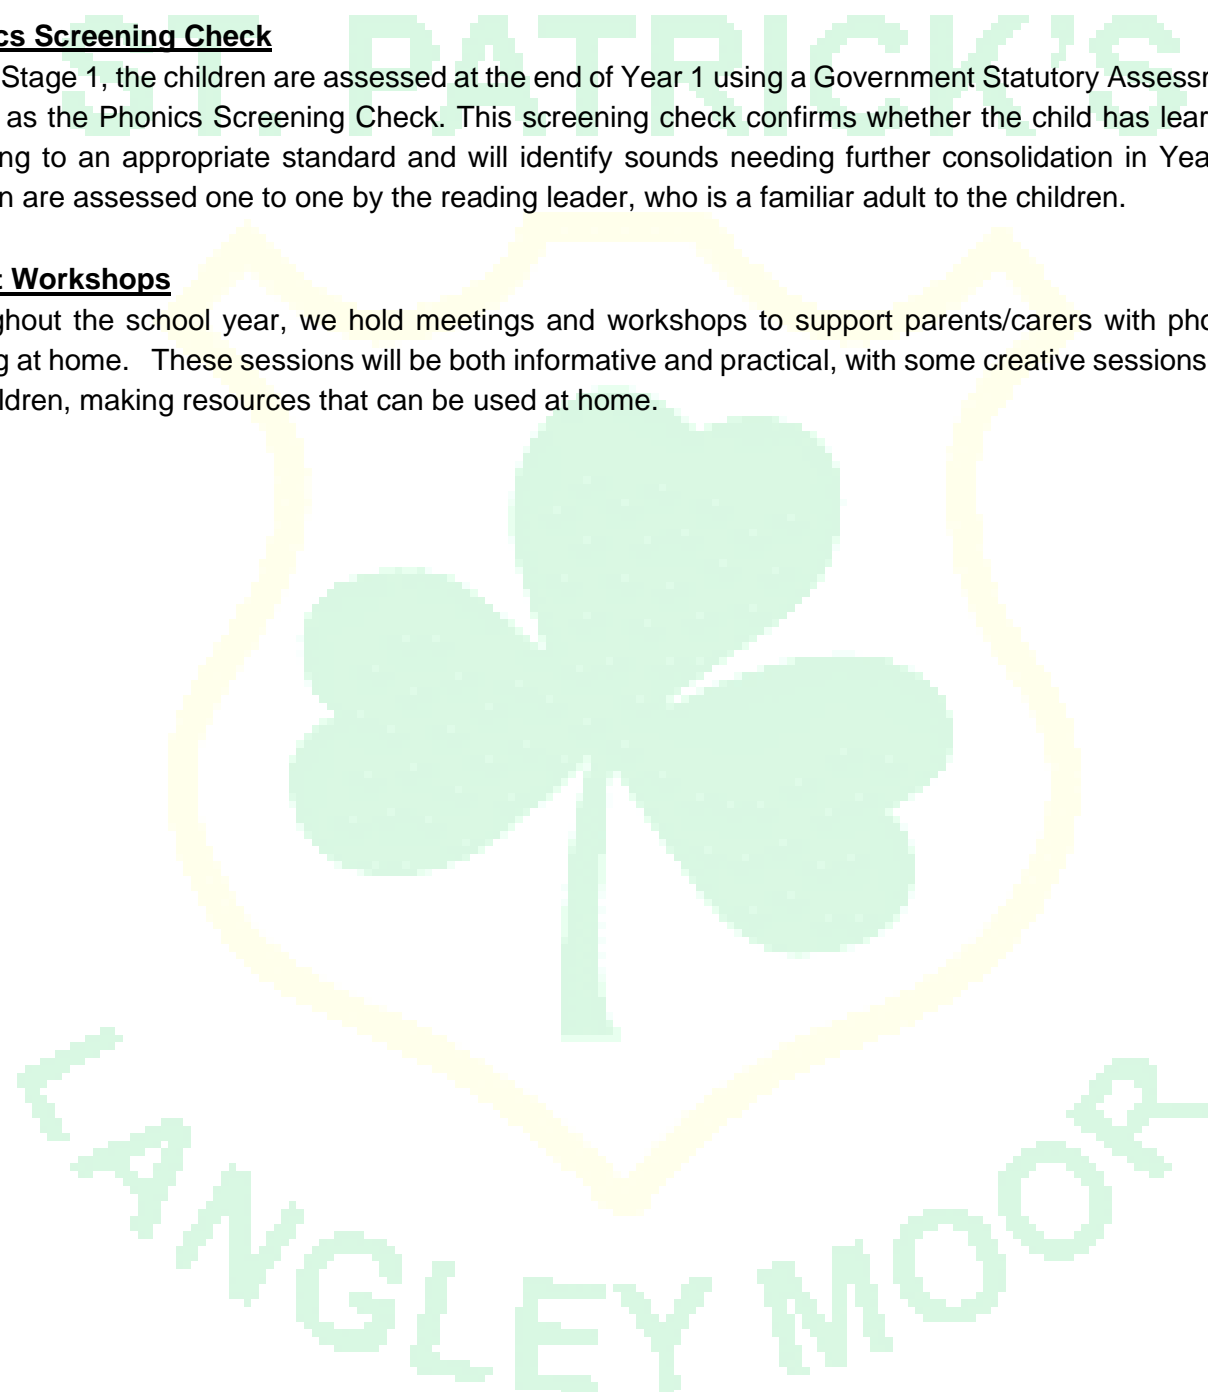 ST. PATRICK'S
cs Screening Check
Stage 1, the children are assessed at the end of Year 1 using a Government Statutory Assessm
as the Phonics Screening Check. This screening check confirms whether the child has lear
ng to an appropriate standard and will identify sounds needing further consolidation in Yea
n are assessed one to one by the reading leader, who is a familiar adult to the children.
t Workshops
ghout the school year, we hold meetings and workshops to support parents/carers with pho
g at home. These sessions will be both informative and practical, with some creative sessions
ldren, making resources that can be used at home.
LANGLEY MOOR